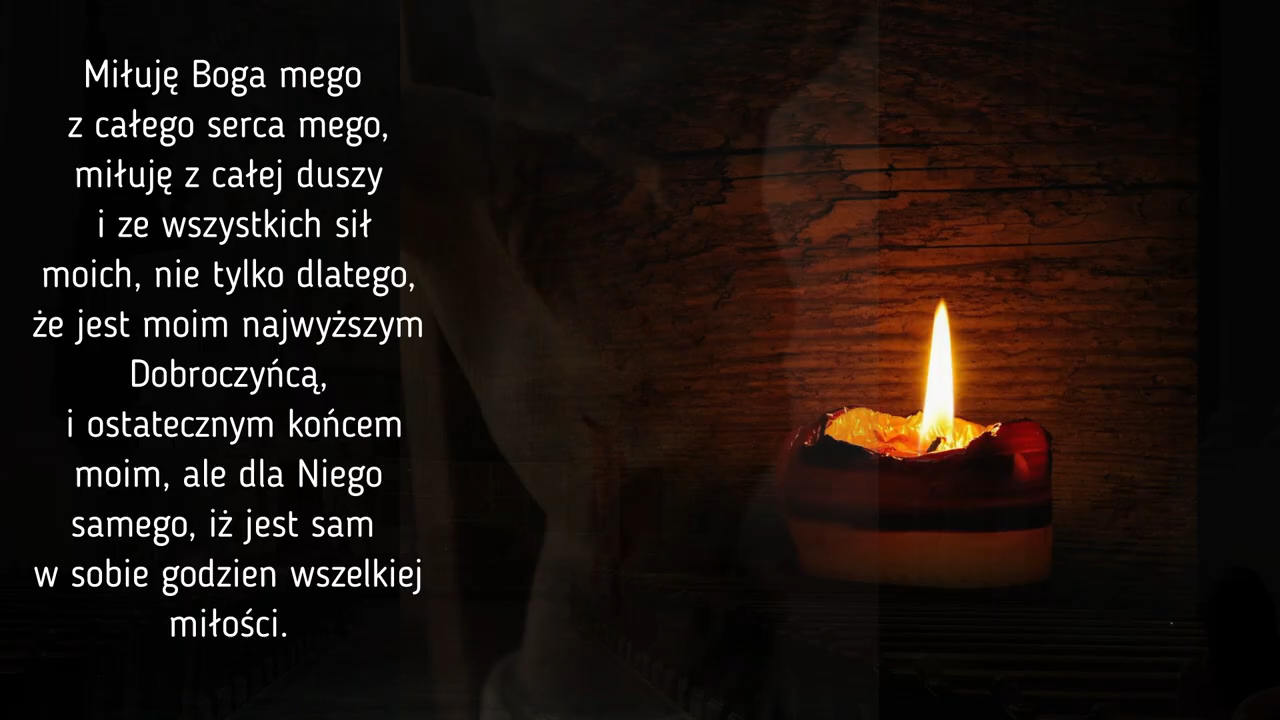 Miłuję Boga mego
z całego serca mego,
miłuję z całej duszy
i ze wszystkich sił
moich, nie tylko dlatego,
że jest moim najwyższym
Dobroczyńcą,
i ostatecznym końcem
moim, ale dla Niego
samego, iż jest sam
w sobie godzien wszelkiej
miłości.